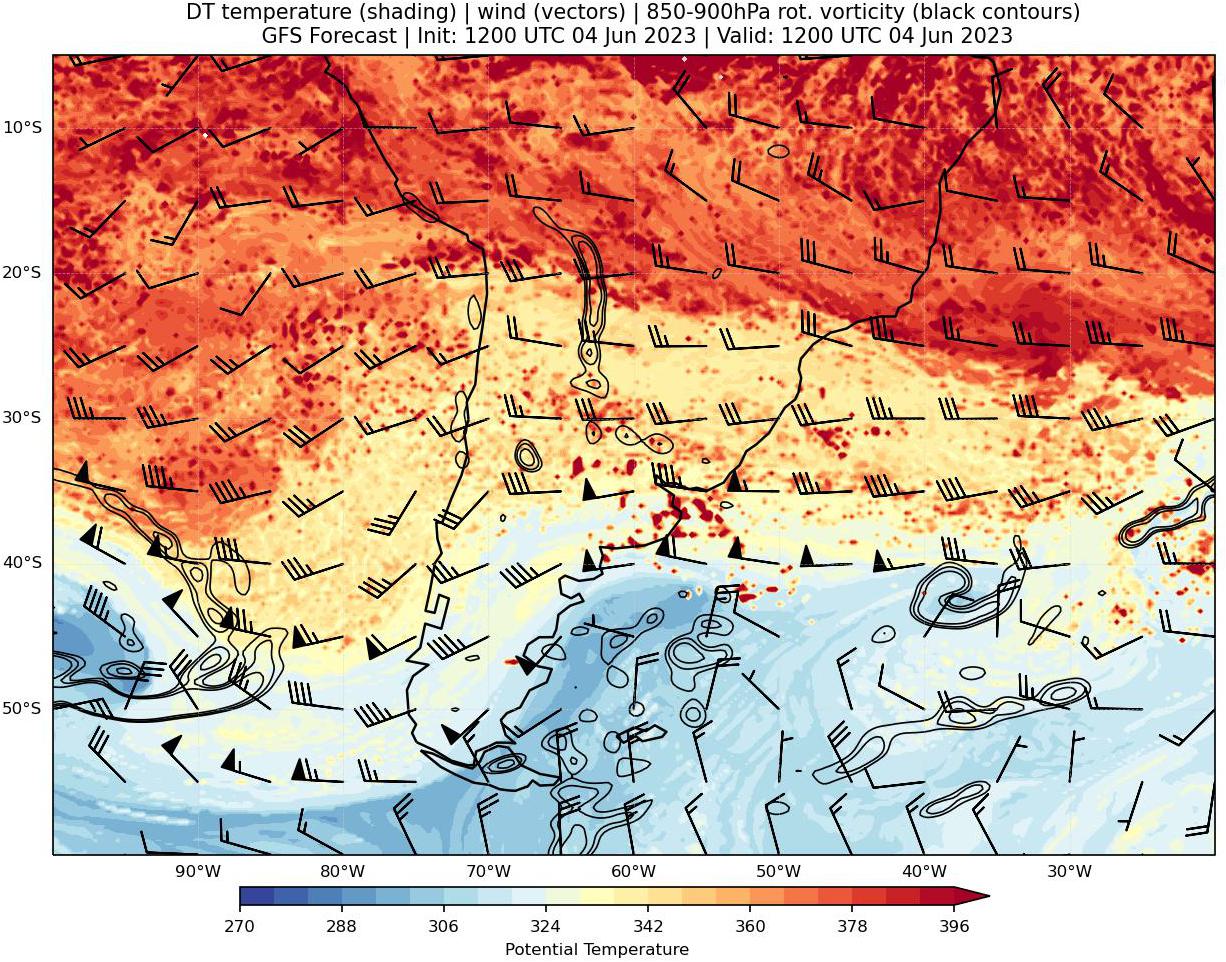 DT temperature (shading) | wind (vectors) | 850-900hPa rot. vorticity (black contours)
GFS Forecast | Init: 1200 UTC 04 Jun 2023 | Valid: 1200 UTC 04 Jun 2023
10°S
20°S
30°S
40°S
50°S
90°W 80°W 70°W 60°W 50°W 40°W 30°W
270 288 306 324 342 360 378 396
Potential Temperature